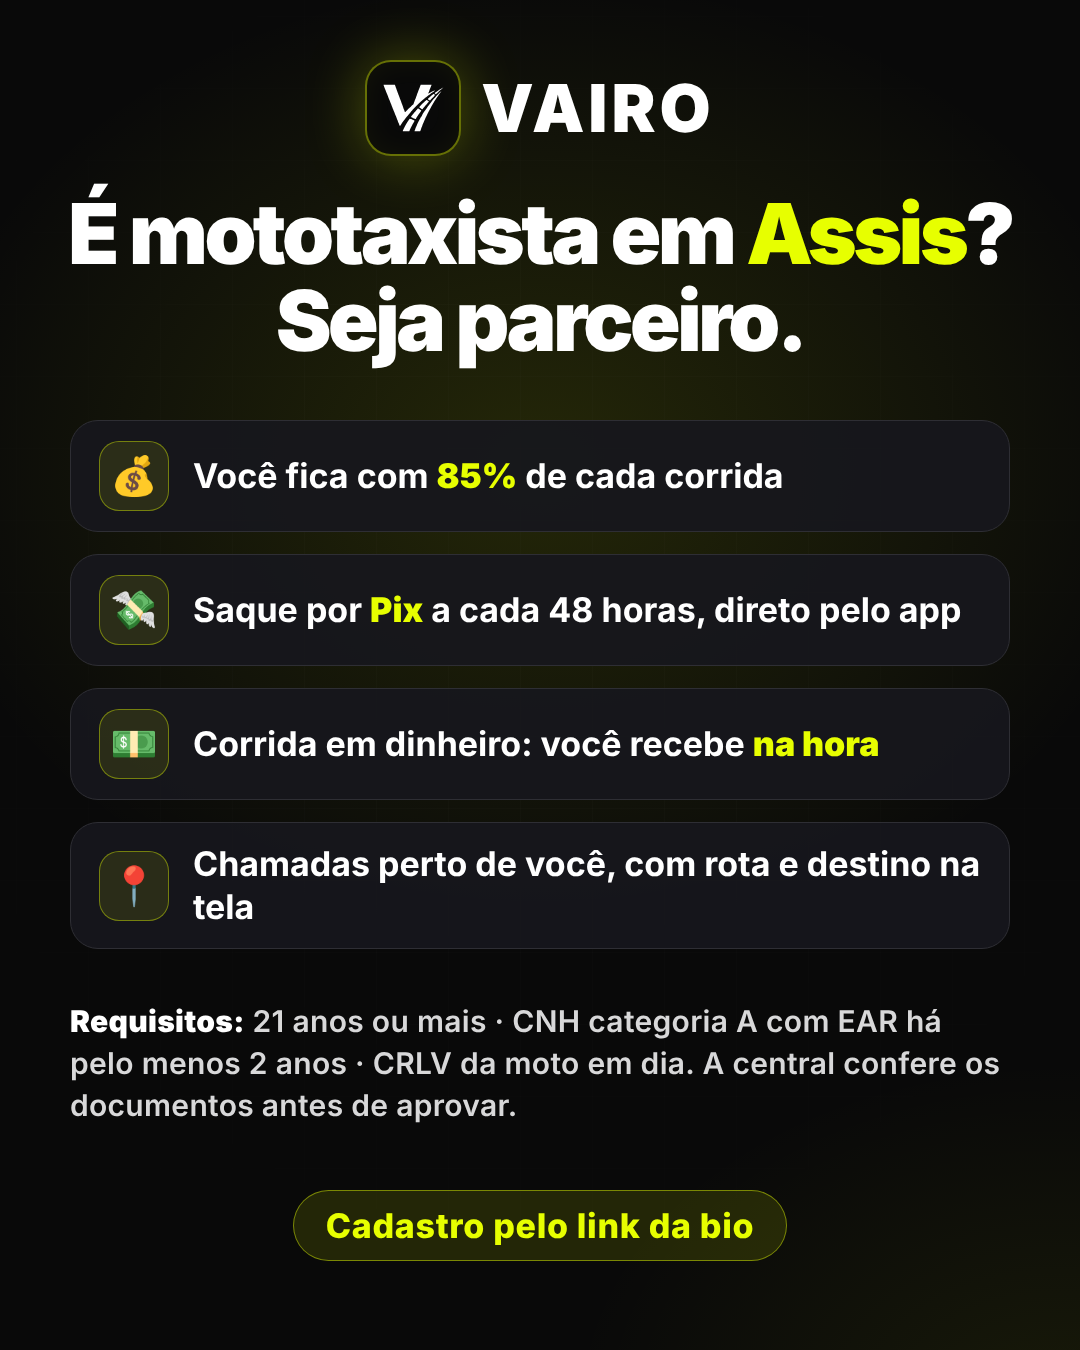 VAIRO
É mototaxista em Assis?
Seja parceiro.
Você fica com 85% de cada corrida
Saque por Pix a cada 48 horas, direto pelo app
Corrida em dinheiro: você recebe na hora
Chamadas perto de você, com rota e destino na
tela
Requisitos: 21 anos ou mais · CNH categoria A com EAR há
pelo menos 2 anos · CRLV da moto em dia. A central confere os
documentos antes de aprovar.
Cadastro pelo link da bio